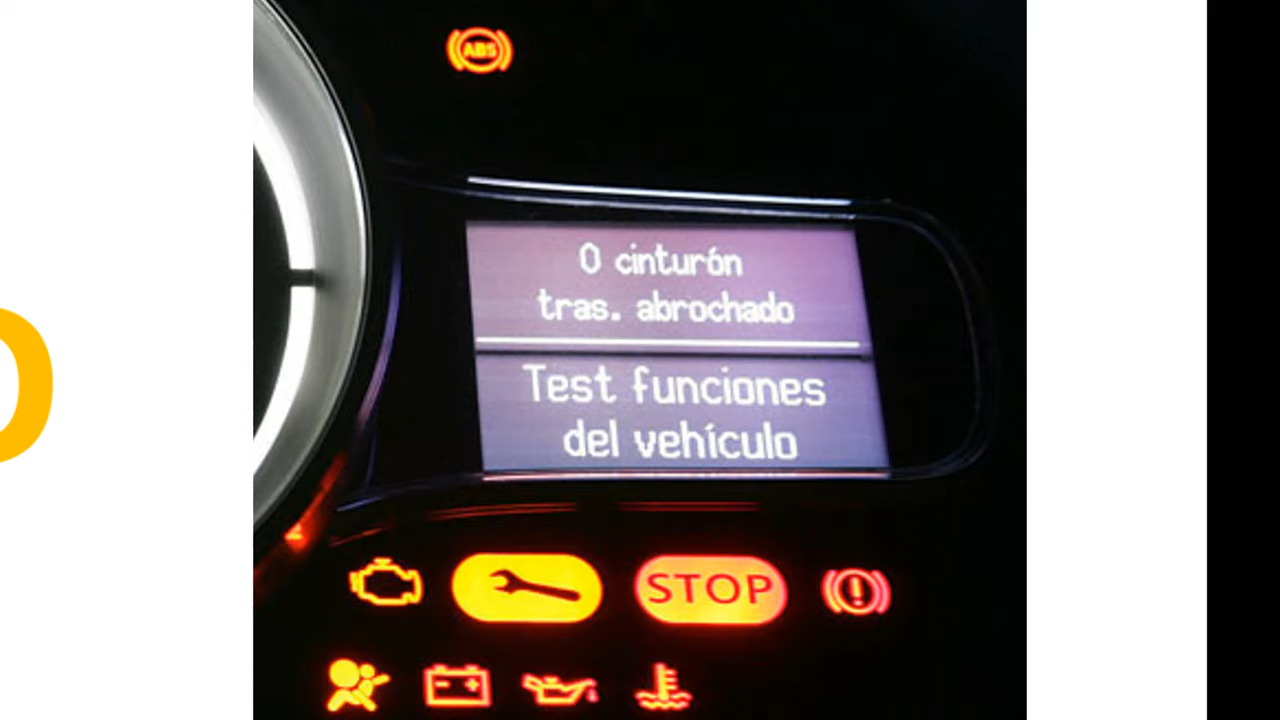 ABS
0 cinturón
tras. abrochado
Test funciones
del vehículo
STOP